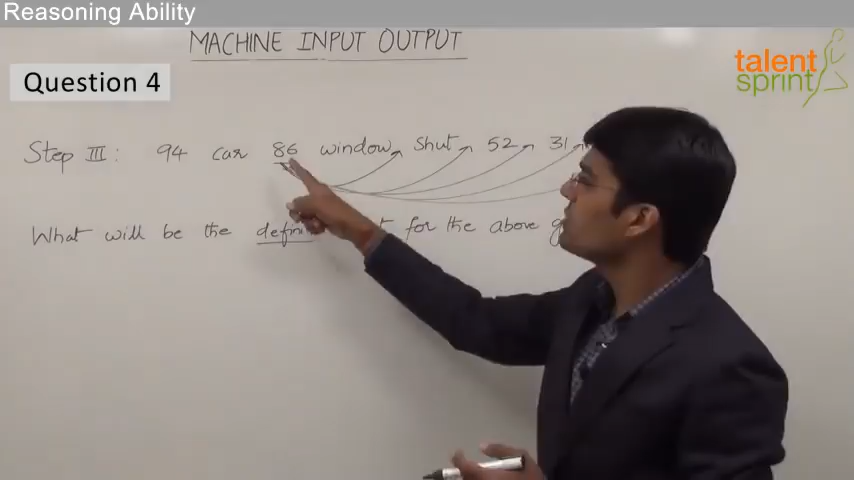 Reasoning Ability
MACHINE INPUT OUTPUT
talent
sprint
Question 4
Step III: 94 car 86 window, Shut, 52, 31,
What will be the for the above